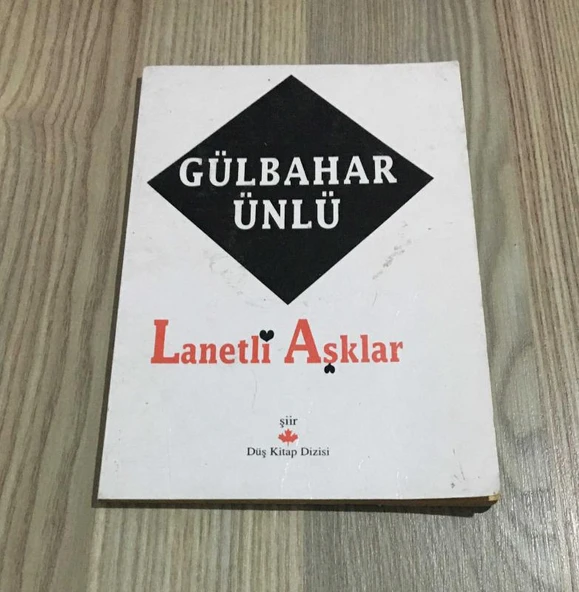 GÜLBAHAR
ÜNLÜ
Lanetli Aşklar
şiir
Düş Kitap Dizisi